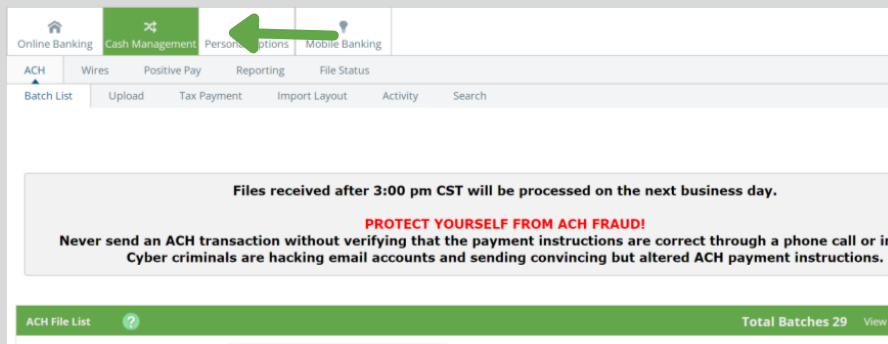 Online Banking Cash Management Personal Options Mobile Banking
ACH Wires Positive Pay Reporting File Status
Batch List Upload Tax Payment Import Layout Activity Search
Files received after 3:00 pm CST will be processed on the next business day.
PROTECT YOURSELF FROM ACH FRAUD!
Never send an ACH transaction without verifying that the payment instructions are correct through a phone call or
Cyber criminals are hacking email accounts and sending convincing but altered ACH payment instructions.
ACH File List ? Total Batches 29 View